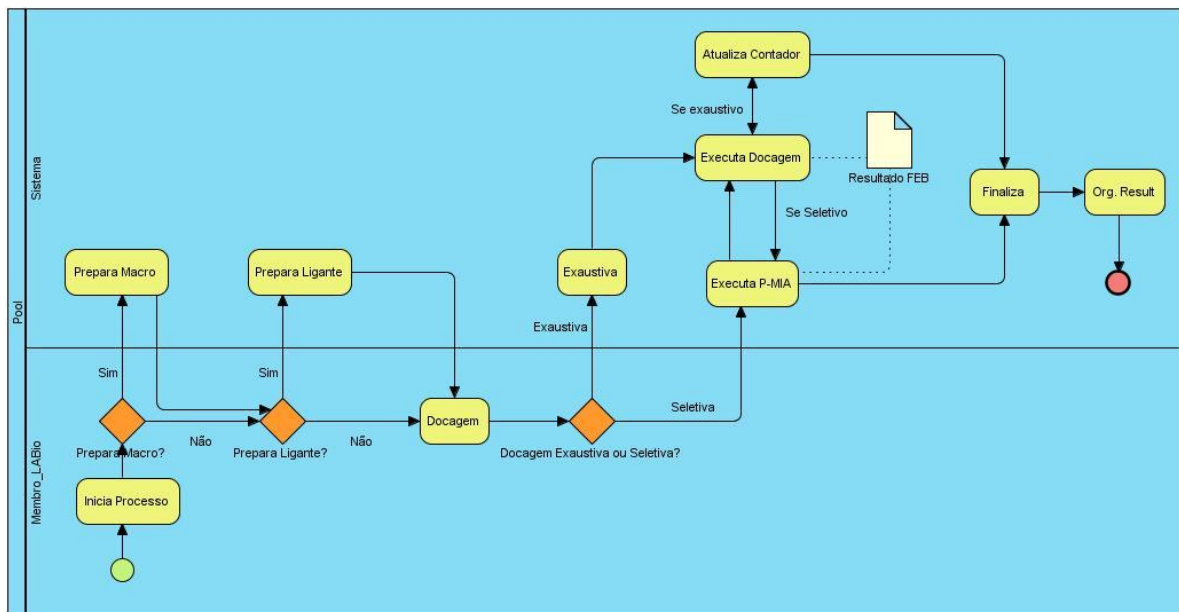 Pool
Sistema
Membro_LABio
Atualiza Contador
Se exaustivo
Executa Docagem
Resultado FEB
Finaliza
Org. Result
Se Seletivo
Prepara Macro
Prepara Ligante
Exaustiva
Executa P-MIA
Exaustiva
Sim
Sim
Seletiva
Docagem
Não
Não
Prepara Macro?
Prepara Ligante?
Docagem Exaustiva ou Seletiva?
Inicia Processo